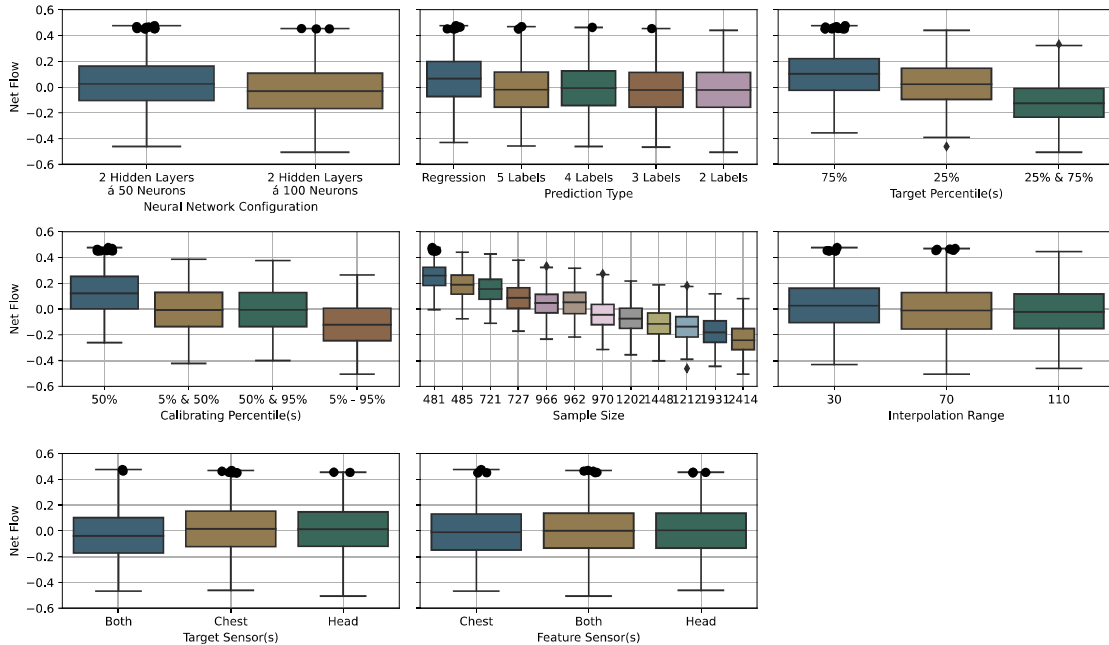 Net Flow
0.6
0.4
0.2
0.0
−0.2
−0.4
−0.6
2 Hidden Layers
á 50 Neurons
2 Hidden Layers
á 100 Neurons
Neural Network Configuration
Regression
5 Labels
4 Labels
3 Labels
2 Labels
Prediction Type
75%
25%
25% & 75%
Target Percentile(s)
Net Flow
0.6
0.4
0.2
0.0
−0.2
−0.4
−0.6
50%
5% & 50%
50% & 95%
5% - 95%
Calibrating Percentile(s)
481
485
721
727
966
962
970
1202
1448
1212
1931
2414
Sample Size
30
70
110
Interpolation Range
Net Flow
0.6
0.4
0.2
0.0
−0.2
−0.4
−0.6
Both
Chest
Head
Target Sensor(s)
Chest
Both
Head
Feature Sensor(s)